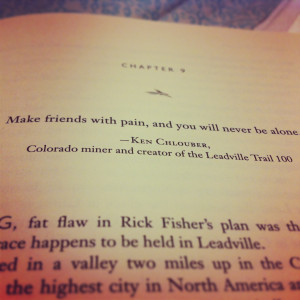 CHAPTER 9
Make friends with pain, and you will never be alone
—KEN CHLOUBER,
Colorado miner and creator of the Leadville Trail 100
G, fat flaw in Rick Fisher's plan was th
ace happens to be held in Leadville.
ed in a valley two miles up in the C
the highest city in North America an